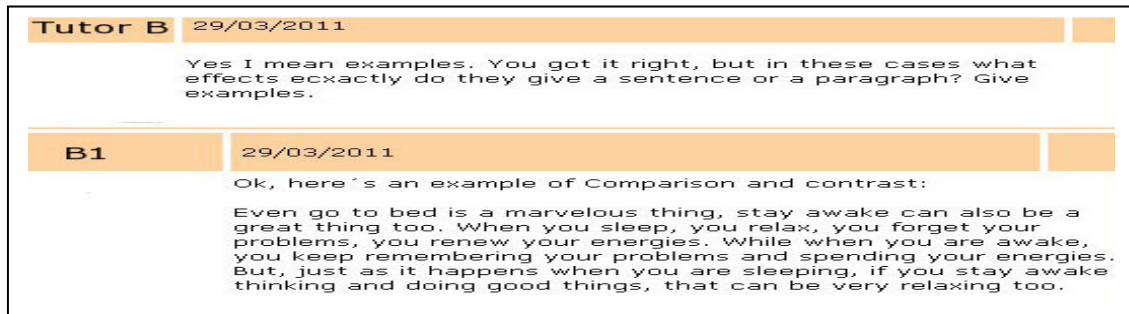 Tutor B 29/03/2011
Yes I mean examples. You got it right, but in these cases what
effects ecxactly do they give a sentence or a paragraph? Give
examples.
B1 29/03/2011
Ok, here´s an example of Comparison and contrast:
Even go to bed is a marvelous thing, stay awake can also be a
great thing too. When you sleep, you relax, you forget your
problems, you renew your energies. While when you are awake,
you keep remembering your problems and spending your energies.
But, just as it happens when you are sleeping, if you stay awake
thinking and doing good things, that can be very relaxing too.